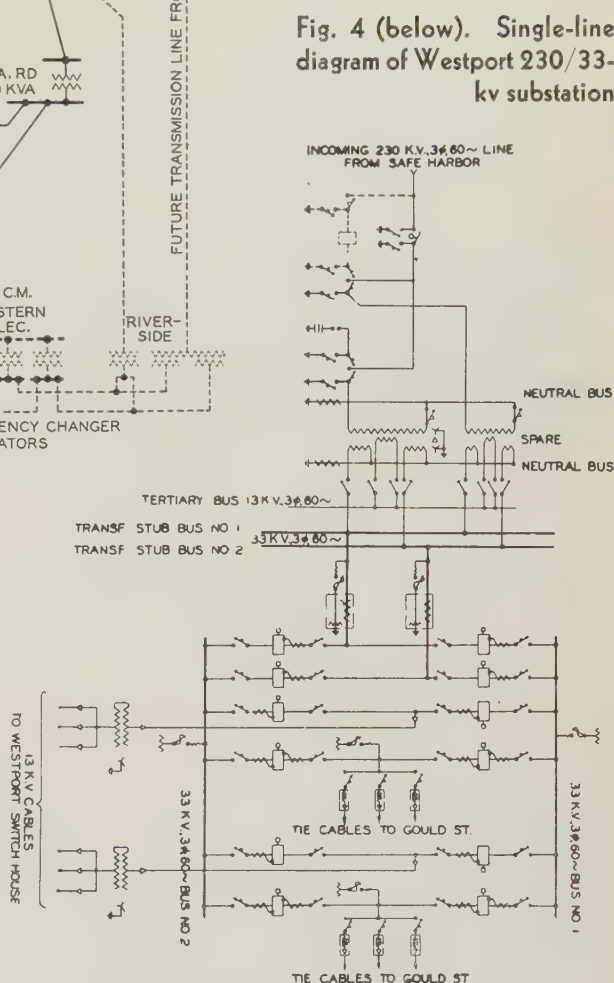 Fig. 4 (below). Single-line
diagram of Westport 230/33-
kv substation
A. RD
KVA
FUTURE TRANSMISSION LINE
C.M.
STERN
LEC.
RIVER-
SIDE
ENCY CHANGER
ATORS
INCOMING 230 K.V., 3φ, 60~ LINE
FROM SAFE HARBOR
NEUTRAL BUS
SPARE
NEUTRAL BUS
TERTIARY BUS 13 K V., 3φ, 60~
TRANSF STUB BUS NO 1
33 K V., 3φ, 60~
TRANSF STUB BUS NO 2
13 K.V. CABLES
TO WESTPORT SWITCH HOUSE
33 K V., 3φ, 60~ BUS NO 2
TIE CABLES TO GOULD ST.
33 K V., 3φ, 60~ BUS NO 1
TIE CABLES TO GOULD ST